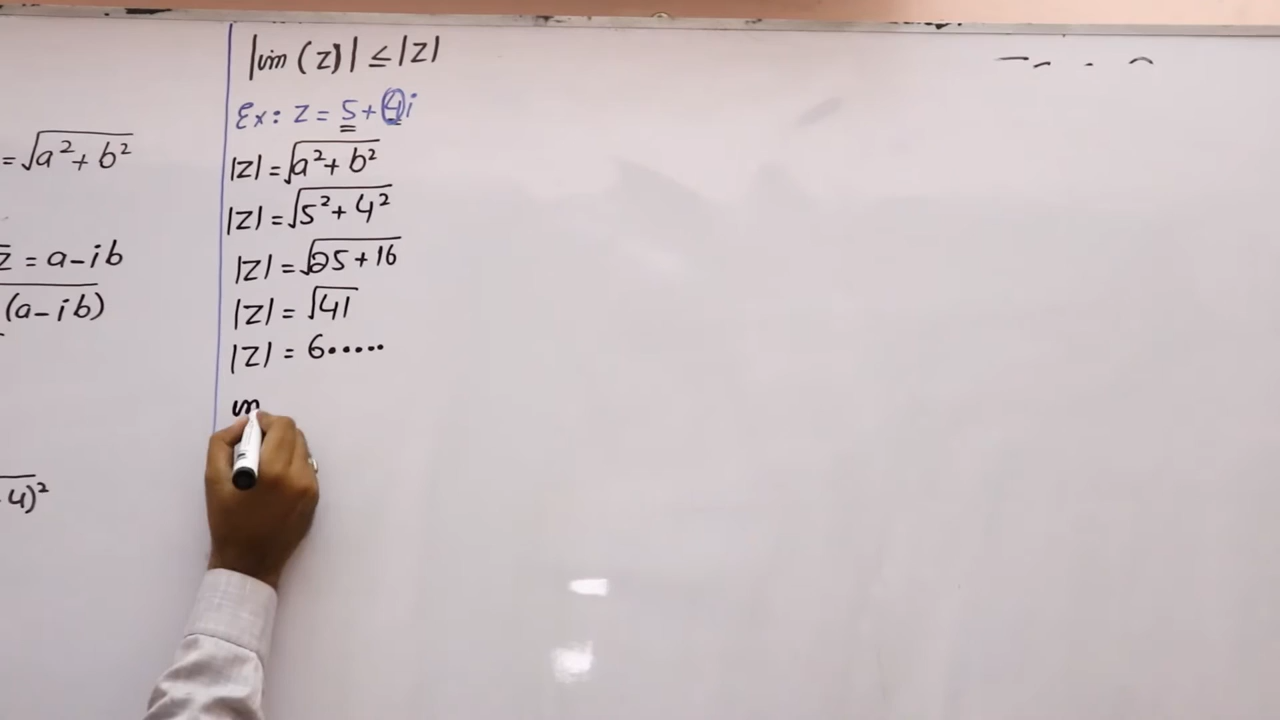 = √a²+ b²
z̅ = a-ib
(a-ib)
4)²
|im (Z)| ≤ |Z|
Ex: Z = 5+4i
|Z| = √a²+ b²
|Z| = √5²+ 4²
|Z| = √25+16
|Z| = √41
|Z| = 6.....
im